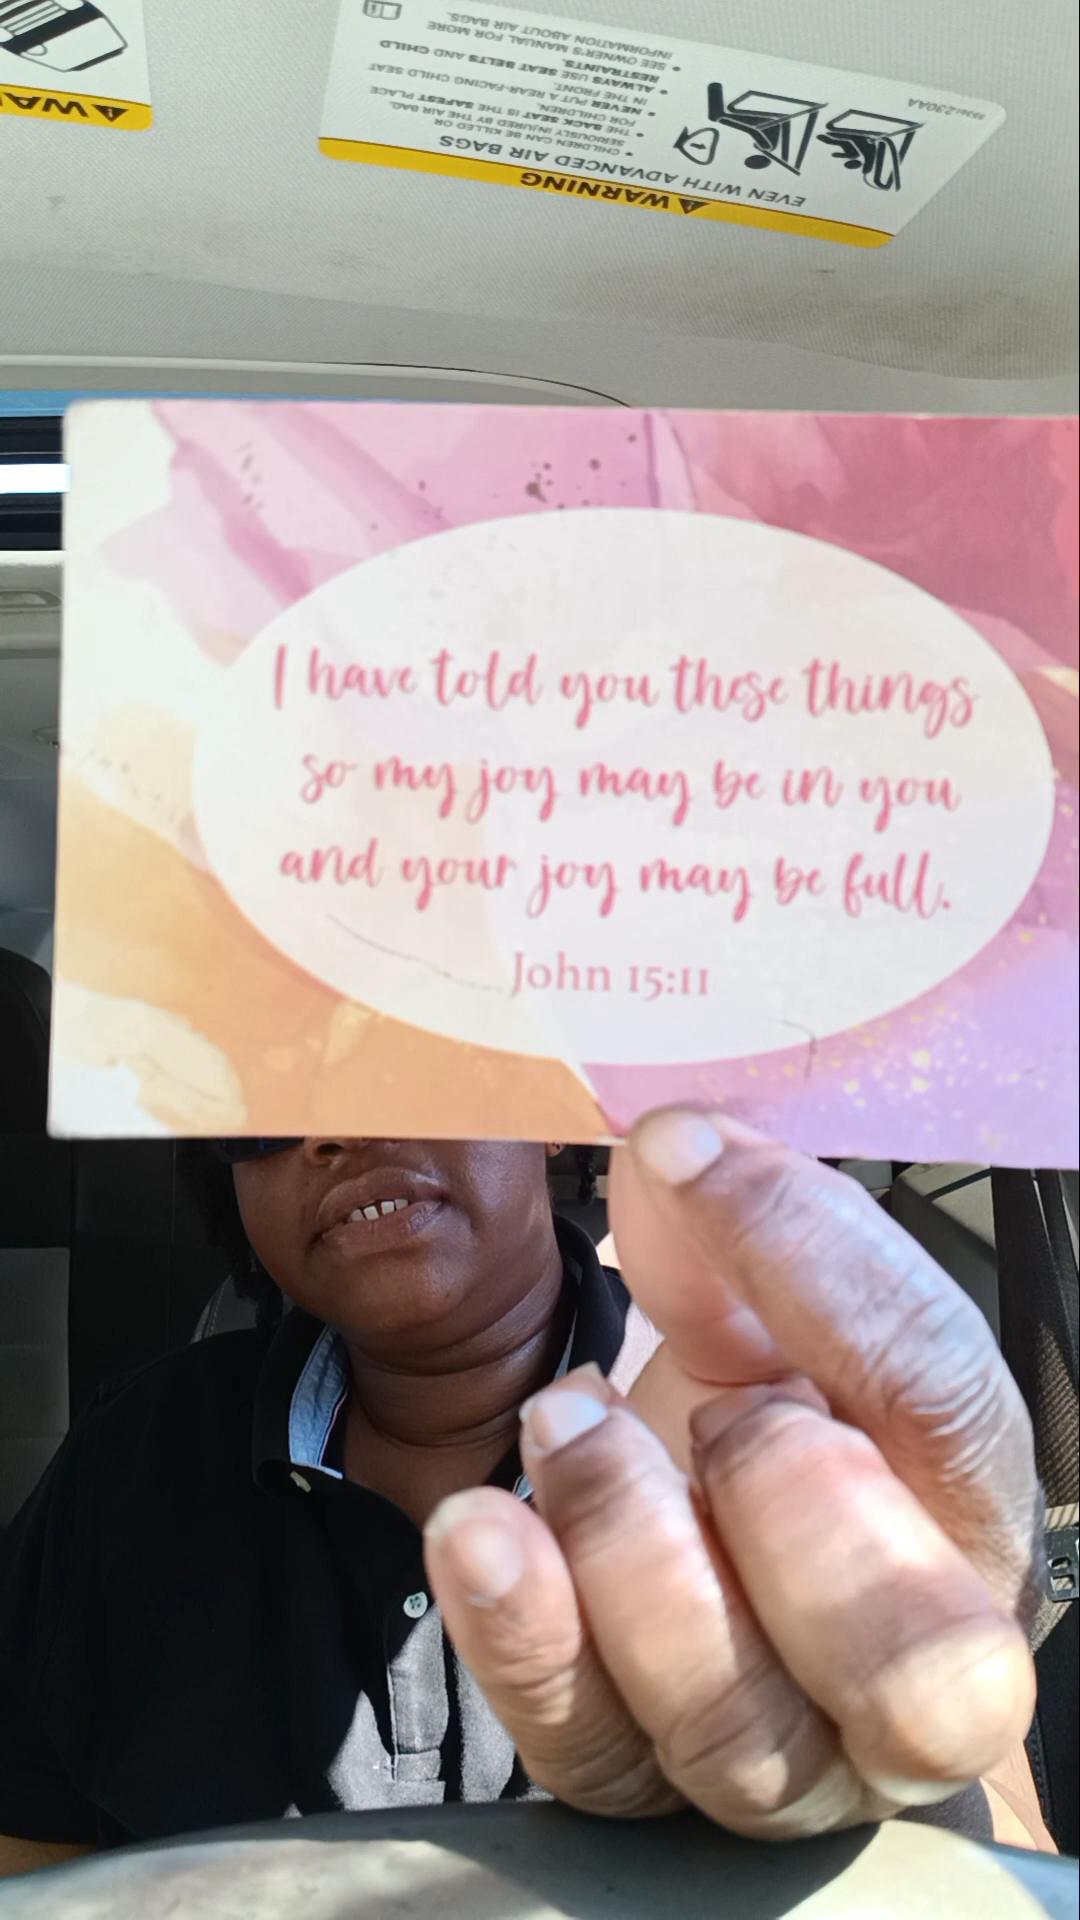 I have told you these things
so my joy may be in you
and your joy may be full.
John 15:11
WARNING
EVEN WITH ADVANCED AIR BAGS
• CHILDREN CAN BE KILLED OR
SERIOUSLY INJURED BY THE AIR BAG.
• THE BACK SEAT IS THE SAFEST PLACE
FOR CHILDREN.
• NEVER PUT A REAR-FACING CHILD SEAT
IN THE FRONT.
• ALWAYS USE SEAT BELTS AND CHILD
RESTRAINTS.
• SEE OWNER'S MANUAL FOR MORE
INFORMATION ABOUT AIR BAGS.
WA